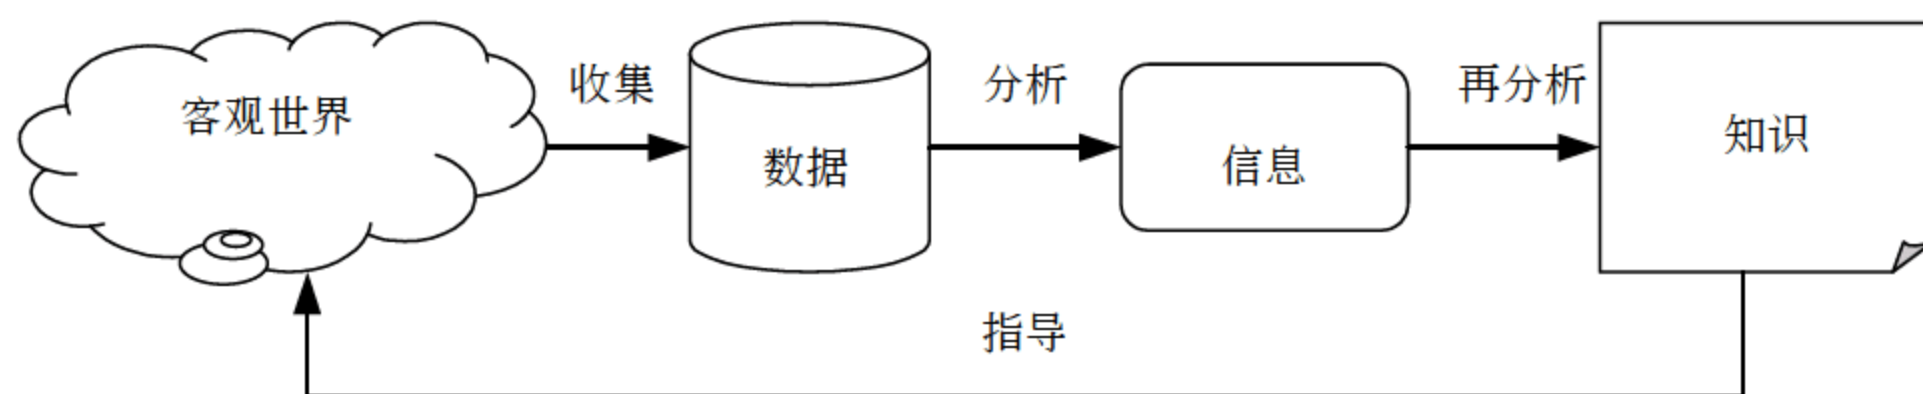 客观世界
收集
数据
分析
信息
再分析
知识
指导